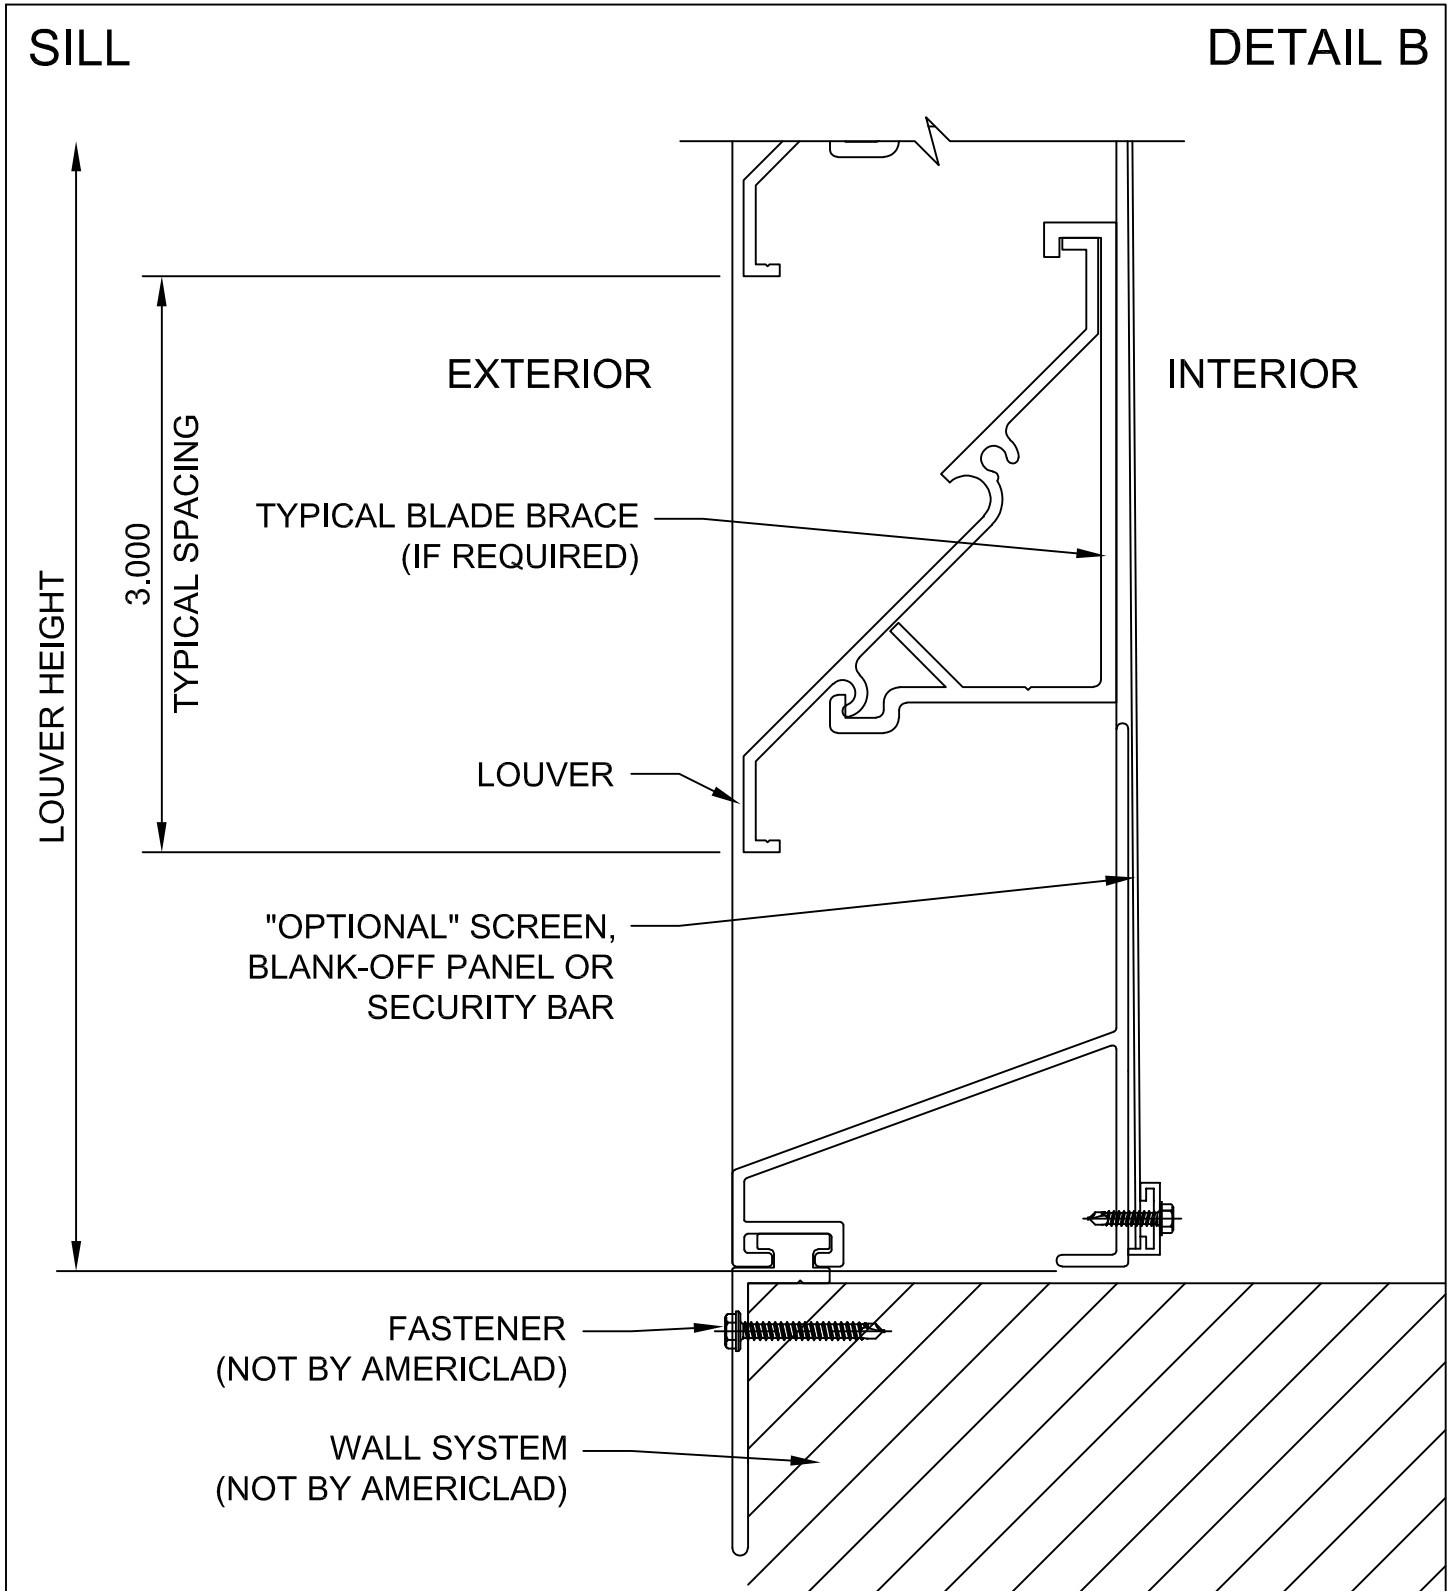 SILL
DETAIL B
EXTERIOR
INTERIOR
LOUVER HEIGHT
3.000
TYPICAL SPACING
TYPICAL BLADE BRACE
(IF REQUIRED)
LOUVER
"OPTIONAL" SCREEN,
BLANK-OFF PANEL OR
SECURITY BAR
FASTENER
(NOT BY AMERICLAD)
WALL SYSTEM
(NOT BY AMERICLAD)